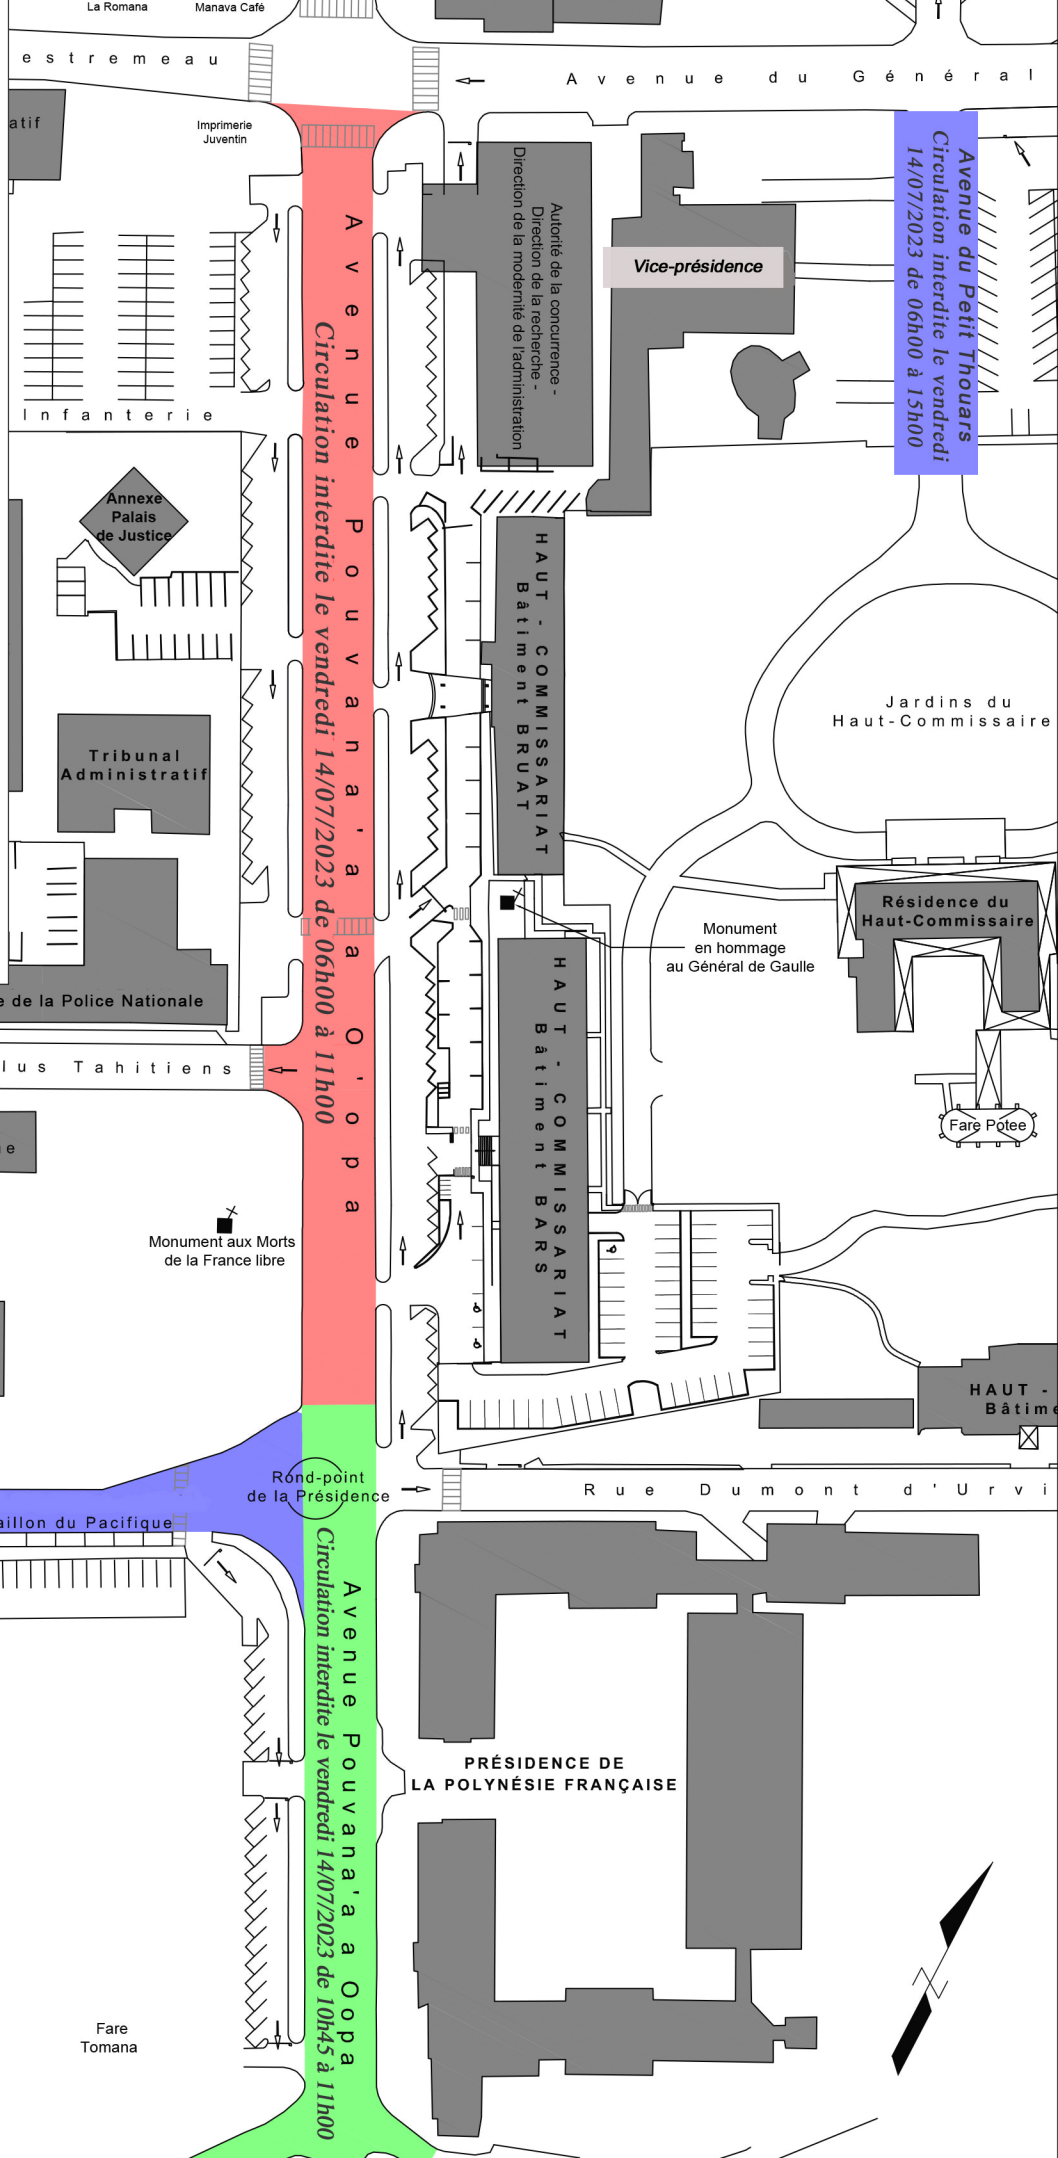 La Romana
Manava Café
estremeau
Avenue du Général
atif
Imprimerie
Juventin
Avenue du Petit Thouars
Circulation interdite le vendredi
14/07/2023 de 06h00 à 15h00
Autorité de la concurrence -
Direction de la recherche -
Direction de la modernité de l'administration
Vice-présidence
Infanterie
Avenue Pouvana'a a O'opa
Circulation interdite le vendredi 14/07/2023 de 06h00 à 11h00
Annexe
Palais
de Justice
HAUT - COMMISSARIAT
Bâtiment BRUAT
Jardins du
Haut-Commissaire
Tribunal
Administratif
Résidence du
Haut-Commissaire
Monument
en hommage
au Général de Gaulle
e de la Police Nationale
HAUT - COMMISSARIAT
Bâtiment BARS
lus Tahitiens
Fare Potee
e
Monument aux Morts
de la France libre
HAUT -
Bâtime
Rond-point
de la Présidence
Rue Dumont d'Urvi
aillon du Pacifique
Avenue Pouvana'a a Oopa
Circulation interdite le vendredi 14/07/2023 de 10h45 à 11h00
PRÉSIDENCE DE
LA POLYNÉSIE FRANÇAISE
Fare
Tomana
N